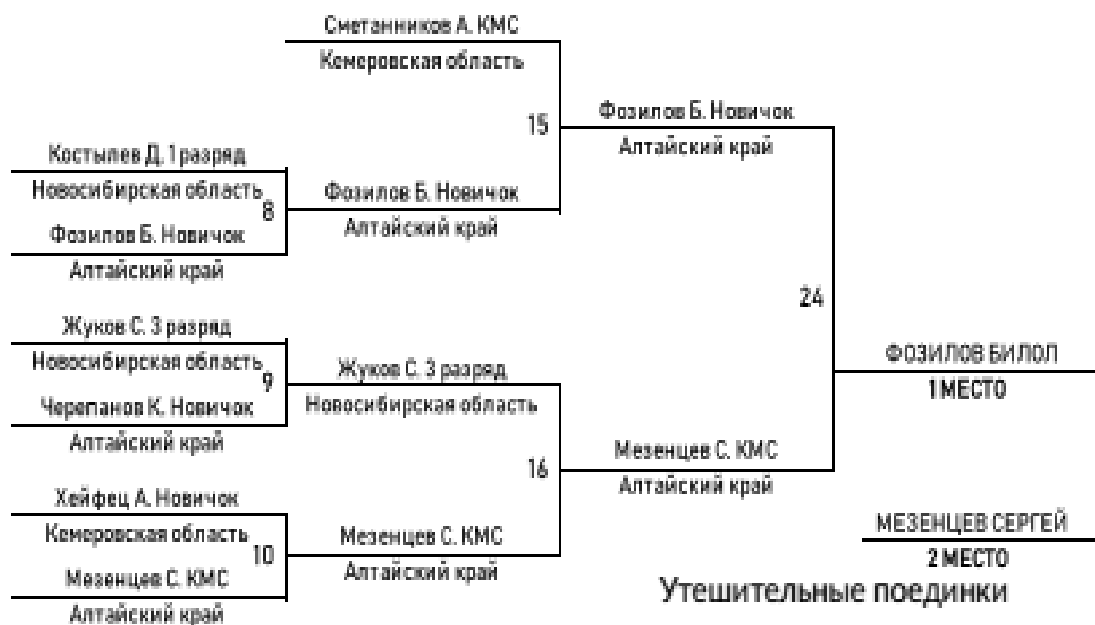 Сметанников А. КМС
Кемеровская область
15
Фозилов Б. Новичок
Алтайский край
Костылев Д. 1 разряд
Новосибирская область
8
Фозилов Б. Новичок
Алтайский край
Фозилов Б. Новичок
Алтайский край
24
Жуков С. 3 разряд
Новосибирская область
9
Черепанов К. Новичок
Алтайский край
Жуков С. 3 разряд
Новосибирская область
ФОЗИЛОВ БИЛОЛ
1 МЕСТО
16
Мезенцев С. КМС
Алтайский край
Хейфец А. Новичок
Кемеровская область
10
Мезенцев С. КМС
Алтайский край
Мезенцев С. КМС
Алтайский край
МЕЗЕНЦЕВ СЕРГЕЙ
2 МЕСТО
Утешительные поединки